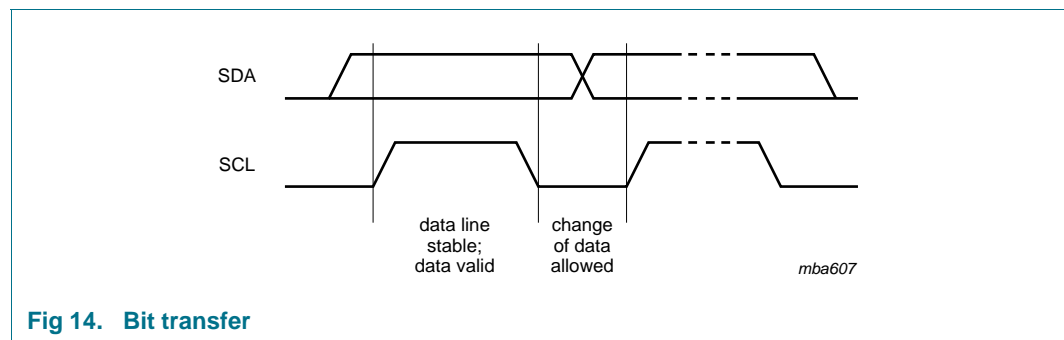 SDA
SCL
data line
stable;
data valid
change
of data
allowed
mba607
Fig 14. Bit transfer